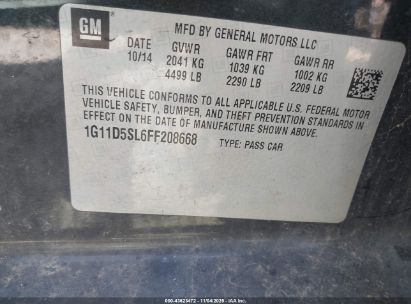 GM
MFD BY GENERAL MOTORS LLC
DATE GVWR GAWR FRT GAWR RR
10/14 2041 KG 1039 KG 1002 KG
4499 LB 2290 LB 2209 LB
THIS VEHICLE CONFORMS TO ALL APPLICABLE U.S. FEDERAL MOTOR
VEHICLE SAFETY, BUMPER, AND THEFT PREVENTION STANDARDS IN
EFFECT ON THE DATE OF MANUFACTURE SHOWN ABOVE.
1G11D5SL6FF208668 TYPE: PASS CAR